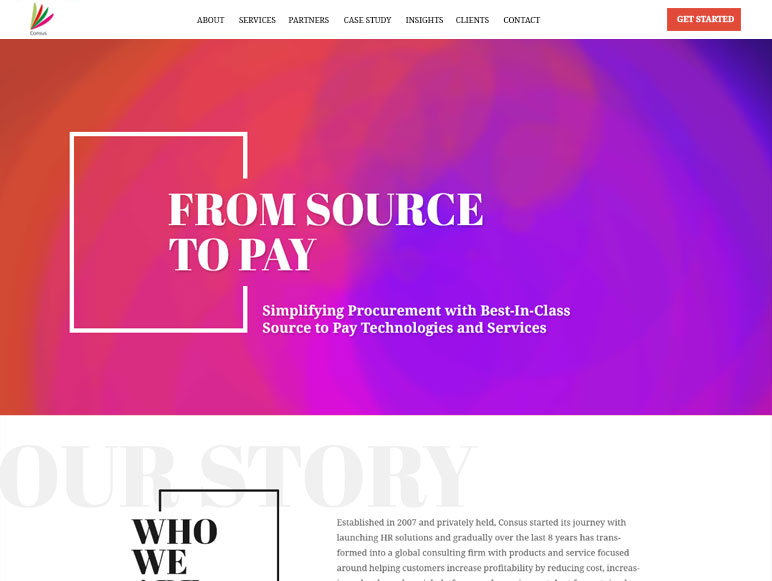 Consus
ABOUT SERVICES PARTNERS CASE STUDY INSIGHTS CLIENTS CONTACT GET STARTED
FROM SOURCE
TO PAY
Simplifying Procurement with Best-In-Class
Source to Pay Technologies and Services
OUR STORY
WHO
WE
Established in 2007 and privately held, Consus started its journey with
launching HR solutions and gradually over the last 8 years has trans-
formed into a global consulting firm with products and service focused
around helping customers increase profitability by reducing cost, increas-